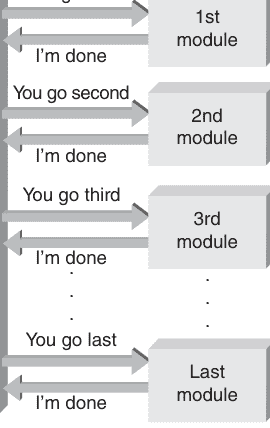 1st
module
I'm done
You go second
2nd
module
I'm done
You go third
3rd
module
I'm done
You go last
Last
module
I'm done